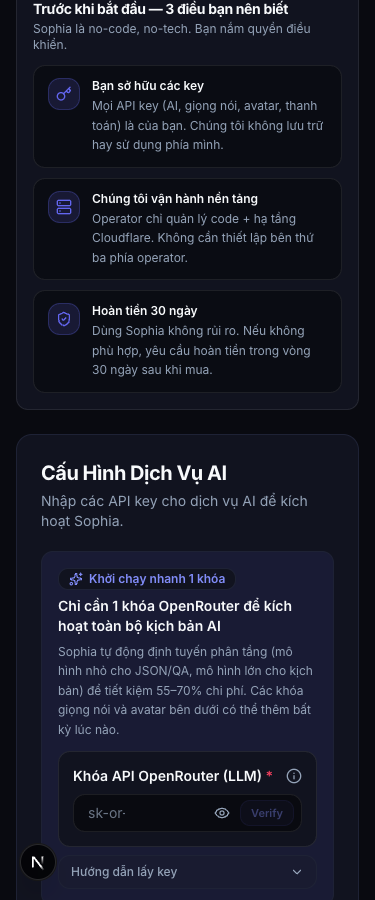 Trước khi bắt đầu — 3 điều bạn nên biết
Sophia là no-code, no-tech. Bạn nắm quyền điều
khiển.
Bạn sở hữu các key
Mọi API key (AI, giọng nói, avatar, thanh
toán) là của bạn. Chúng tôi không lưu trữ
hay sử dụng phía mình.
Chúng tôi vận hành nền tảng
Operator chỉ quản lý code + hạ tầng
Cloudflare. Không cần thiết lập bên thứ
ba phía operator.
Hoàn tiền 30 ngày
Dùng Sophia không rủi ro. Nếu không
phù hợp, yêu cầu hoàn tiền trong vòng
30 ngày sau khi mua.
Cấu Hình Dịch Vụ AI
Nhập các API key cho dịch vụ AI để kích
hoạt Sophia.
Khởi chạy nhanh 1 khóa
Chỉ cần 1 khóa OpenRouter để kích
hoạt toàn bộ kịch bản AI
Sophia tự động định tuyến phân tầng (mô
hình nhỏ cho JSON/QA, mô hình lớn cho kịch
bản) để tiết kiệm 55–70% chi phí. Các khóa
giọng nói và avatar bên dưới có thể thêm bất
kỳ lúc nào.
Khóa API OpenRouter (LLM) *
sk-or-
Verify
Hướng dẫn lấy key
N